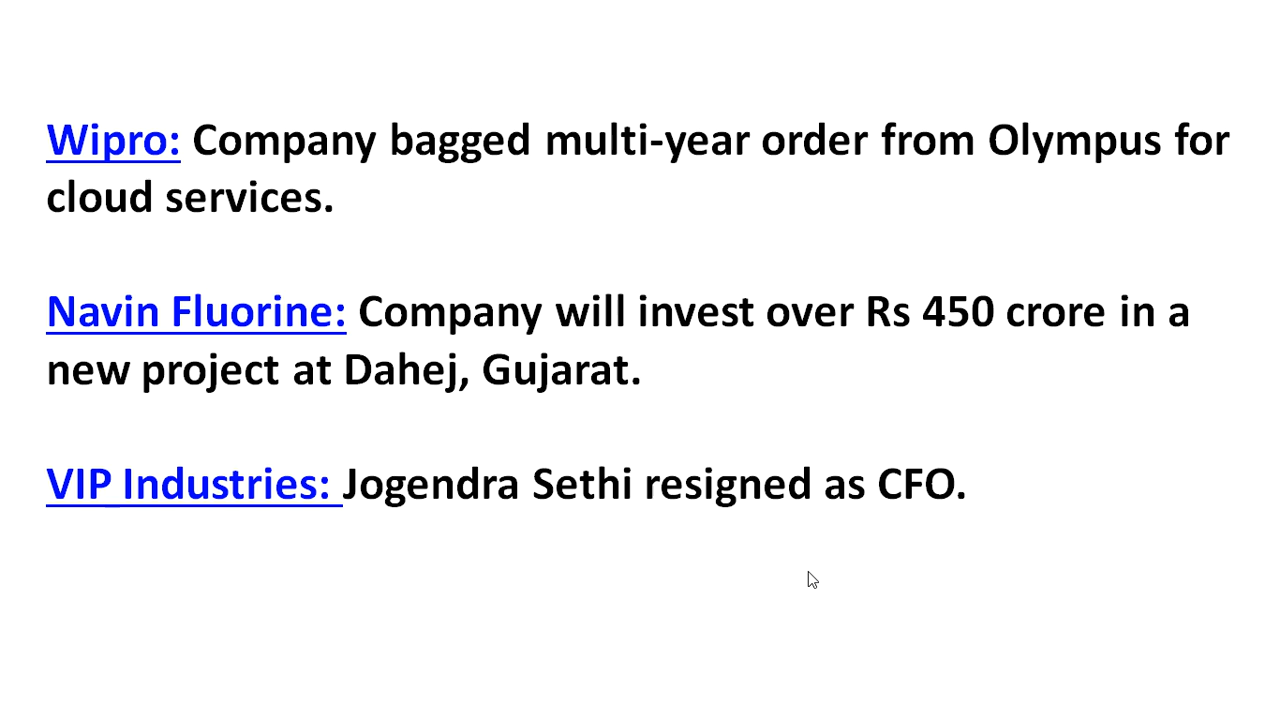 Wipro: Company bagged multi-year order from Olympus for
cloud services.
Navin Fluorine: Company will invest over Rs 450 crore in a
new project at Dahej, Gujarat.
VIP Industries: Jogendra Sethi resigned as CFO.